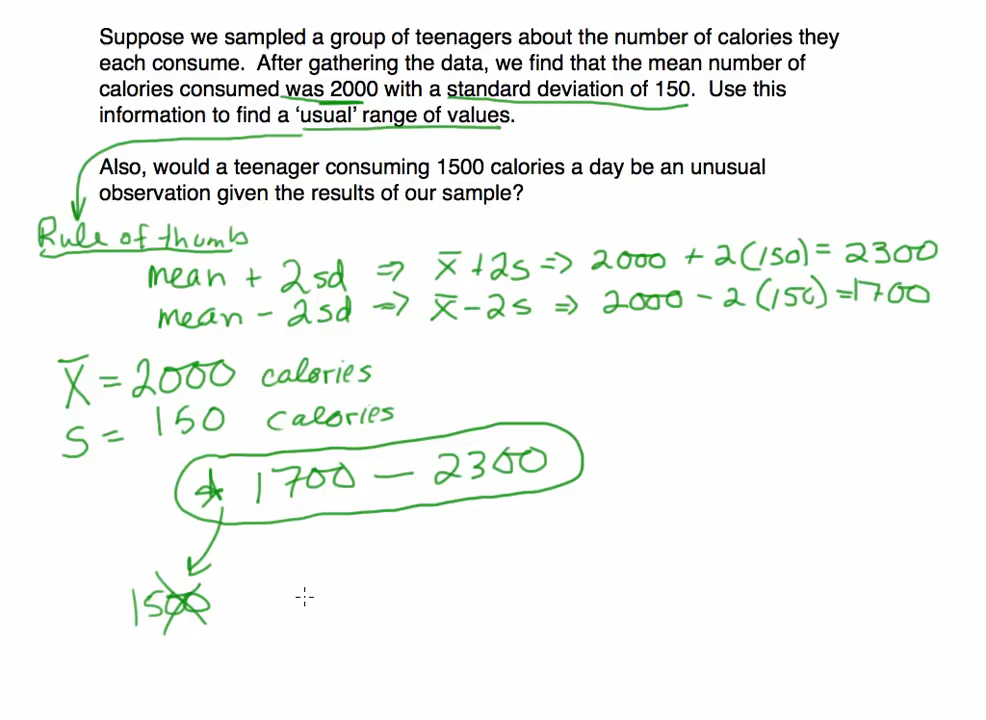 Suppose we sampled a group of teenagers about the number of calories they
each consume. After gathering the data, we find that the mean number of
calories consumed was 2000 with a standard deviation of 150. Use this
information to find a ‘usual’ range of values.
Also, would a teenager consuming 1500 calories a day be an unusual
observation given the results of our sample?
Rule of thumb
mean + 2sd ⇒ x̄ + 2s ⇒ 2000 + 2(150) = 2300
mean - 2sd ⇒ x̄ - 2s ⇒ 2000 - 2(150) = 1700
x̄ = 2000 calories
s = 150 calories
* 1700 — 2300
1500